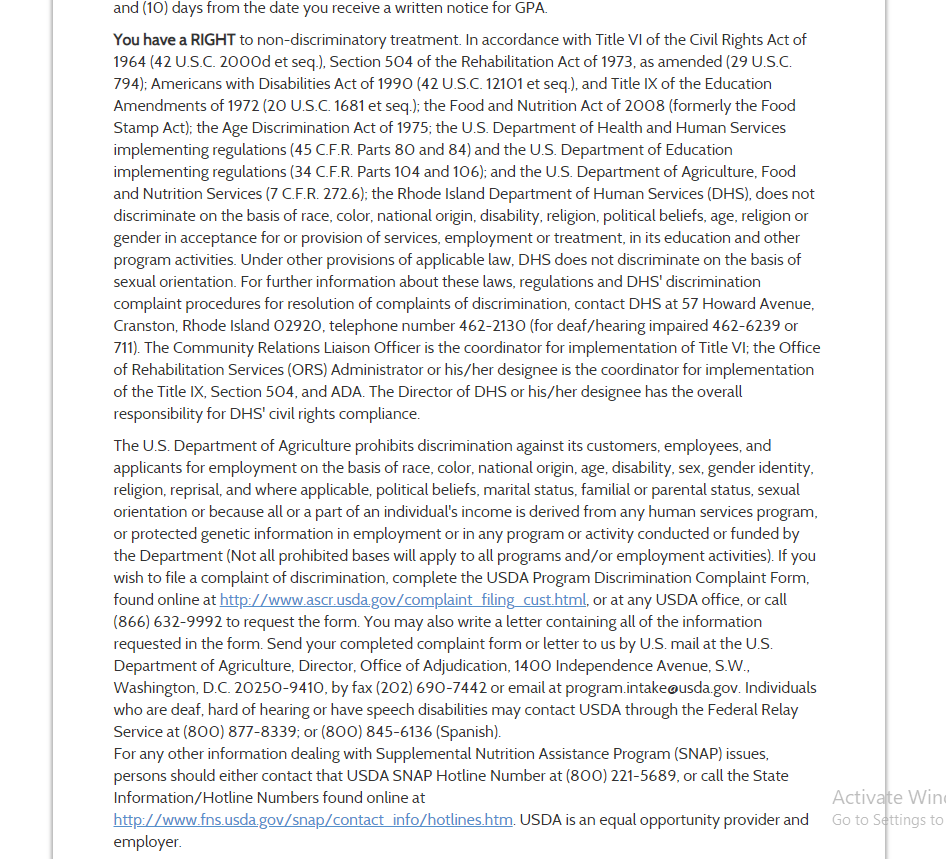 and (10) days from the date you receive a written notice for GPA.
You have a RIGHT to non-discriminatory treatment. In accordance with Title VI of the Civil Rights Act of
1964 (42 U.S.C. 2000d et seq.), Section 504 of the Rehabilitation Act of 1973, as amended (29 U.S.C.
794); Americans with Disabilities Act of 1990 (42 U.S.C. 12101 et seq.), and Title IX of the Education
Amendments of 1972 (20 U.S.C. 1681 et seq.); the Food and Nutrition Act of 2008 (formerly the Food
Stamp Act); the Age Discrimination Act of 1975; the U.S. Department of Health and Human Services
implementing regulations (45 C.F.R. Parts 80 and 84) and the U.S. Department of Education
implementing regulations (34 C.F.R. Parts 104 and 106); and the U.S. Department of Agriculture, Food
and Nutrition Services (7 C.F.R. 272.6); the Rhode Island Department of Human Services (DHS), does not
discriminate on the basis of race, color, national origin, disability, religion, political beliefs, age, religion or
gender in acceptance for or provision of services, employment or treatment, in its education and other
program activities. Under other provisions of applicable law, DHS does not discriminate on the basis of
sexual orientation. For further information about these laws, regulations and DHS' discrimination
complaint procedures for resolution of complaints of discrimination, contact DHS at 57 Howard Avenue,
Cranston, Rhode Island 02920, telephone number 462-2130 (for deaf/hearing impaired 462-6239 or
711). The Community Relations Liaison Officer is the coordinator for implementation of Title VI; the Office
of Rehabilitation Services (ORS) Administrator or his/her designee is the coordinator for implementation
of the Title IX, Section 504, and ADA. The Director of DHS or his/her designee has the overall
responsibility for DHS' civil rights compliance.
The U.S. Department of Agriculture prohibits discrimination against its customers, employees, and
applicants for employment on the basis of race, color, national origin, age, disability, sex, gender identity,
religion, reprisal, and where applicable, political beliefs, marital status, familial or parental status, sexual
orientation or because all or a part of an individual's income is derived from any human services program,
or protected genetic information in employment or in any program or activity conducted or funded by
the Department (Not all prohibited bases will apply to all programs and/or employment activities). If you
wish to file a complaint of discrimination, complete the USDA Program Discrimination Complaint Form,
found online at http://www.ascr.usda.gov/complaint_filing_cust.html, or at any USDA office, or call
(866) 632-9992 to request the form. You may also write a letter containing all of the information
requested in the form. Send your completed complaint form or letter to us by U.S. mail at the U.S.
Department of Agriculture, Director, Office of Adjudication, 1400 Independence Avenue, S.W.,
Washington, D.C. 20250-9410, by fax (202) 690-7442 or email at program.intake@usda.gov. Individuals
who are deaf, hard of hearing or have speech disabilities may contact USDA through the Federal Relay
Service at (800) 877-8339; or (800) 845-6136 (Spanish).
For any other information dealing with Supplemental Nutrition Assistance Program (SNAP) issues,
persons should either contact that USDA SNAP Hotline Number at (800) 221-5689, or call the State
Information/Hotline Numbers found online at
http://www.fns.usda.gov/snap/contact_info/hotlines.htm. USDA is an equal opportunity provider and
employer.
Activate Win
Go to Settings to